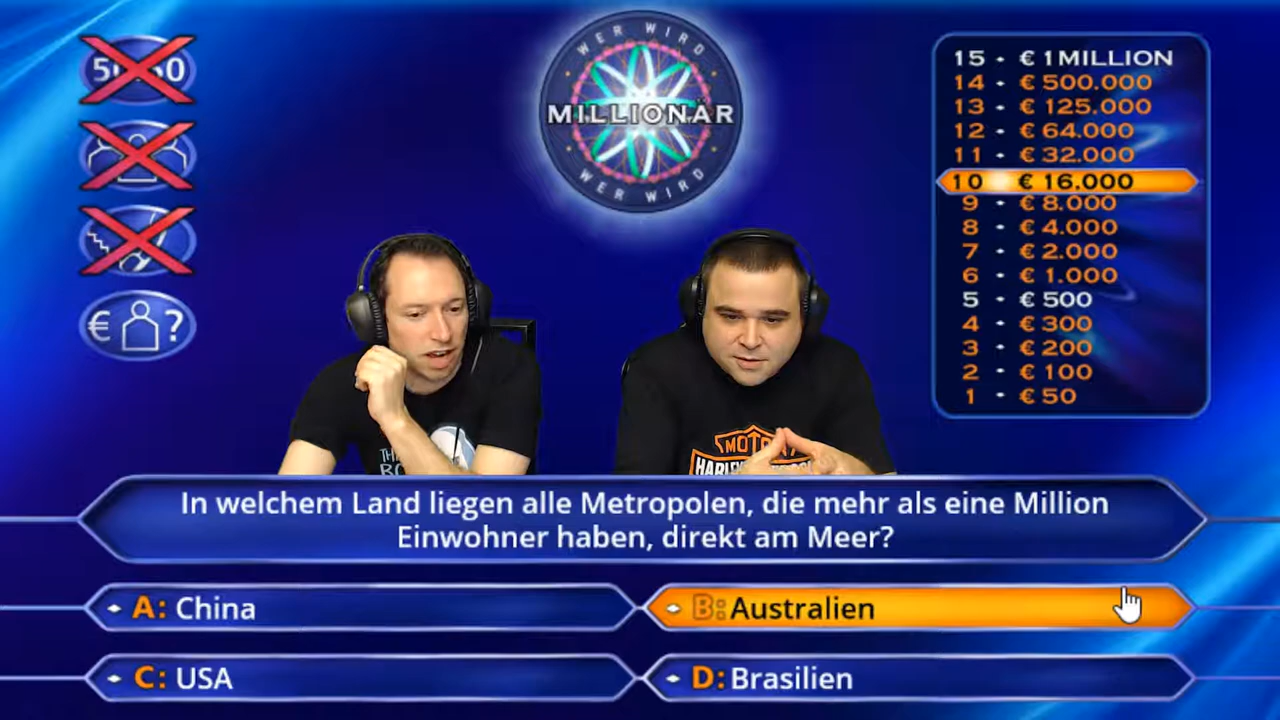 50:50
WER WIRD
MILLIONÄR
WER WIRD
15 · € 1 MILLION
14 · € 500.000
13 · € 125.000
12 · € 64.000
11 · € 32.000
10 € 16.000
9 · € 8.000
8 · € 4.000
7 · € 2.000
6 · € 1.000
5 · € 500
4 · € 300
3 · € 200
2 · € 100
1 · € 50
€ ?
MOTO
In welchem Land liegen alle Metropolen, die mehr als eine Million
Einwohner haben, direkt am Meer?
A: China
B: Australien
C: USA
D: Brasilien